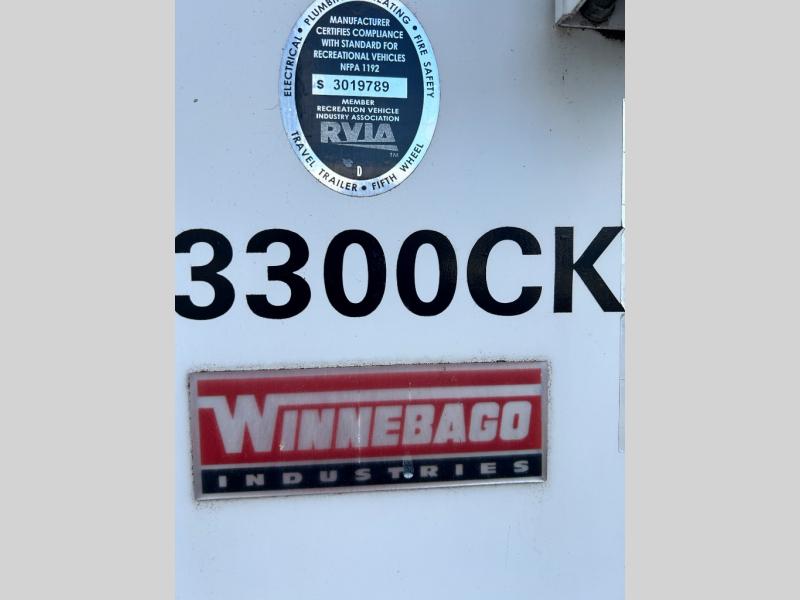 ELECTRICAL • PLUMBING • HEATING • FIRE SAFETY
MANUFACTURER
CERTIFIES COMPLIANCE
WITH STANDARD FOR
RECREATIONAL VEHICLES
NFPA 1192
S 3019789
MEMBER
RECREATION VEHICLE
INDUSTRY ASSOCIATION
RVIA
TM
D
TRAVEL TRAILER • FIFTH WHEEL
3300CK
WINNEBAGO
INDUSTRIES